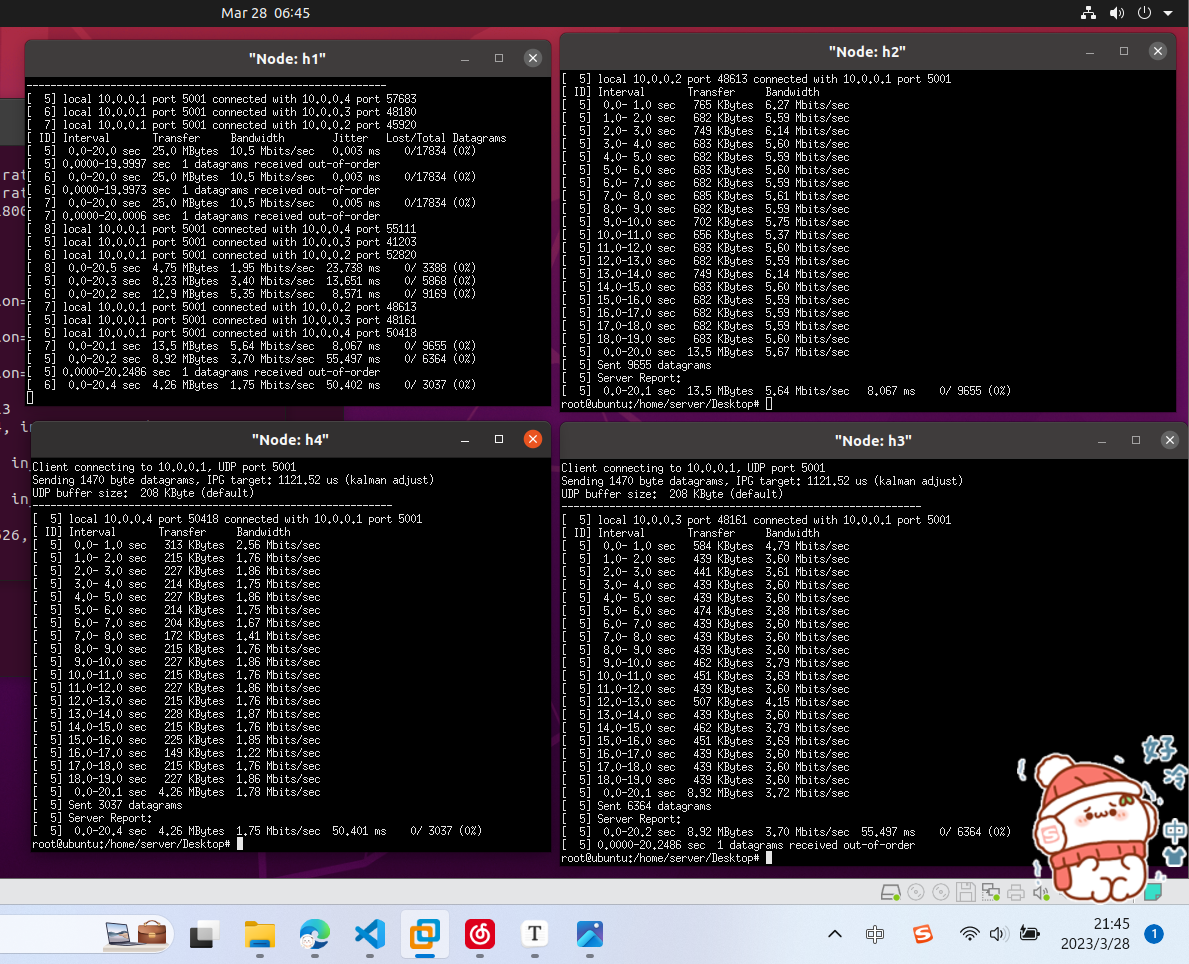 Mar 28 06:45
"Node: h1"
------------------------------------------------------------
[  5] local 10.0.0.1 port 5001 connected with 10.0.0.4 port 57683
[  6] local 10.0.0.1 port 5001 connected with 10.0.0.3 port 48180
[  7] local 10.0.0.1 port 5001 connected with 10.0.0.2 port 45920
[ ID] Interval       Transfer     Bandwidth        Jitter   Lost/Total Datagrams
[  5]  0.0-20.0 sec  25.0 MBytes  10.5 Mbits/sec   0.003 ms    0/17834 (0%)
[  5] 0.0000-19.9997 sec  1 datagrams received out-of-order
[  6]  0.0-20.0 sec  25.0 MBytes  10.5 Mbits/sec   0.003 ms    0/17834 (0%)
[  6] 0.0000-19.9973 sec  1 datagrams received out-of-order
[  7]  0.0-20.0 sec  25.0 MBytes  10.5 Mbits/sec   0.005 ms    0/17834 (0%)
[  7] 0.0000-20.0006 sec  1 datagrams received out-of-order
[  8] local 10.0.0.1 port 5001 connected with 10.0.0.4 port 55111
[  5] local 10.0.0.1 port 5001 connected with 10.0.0.3 port 41203
[  6] local 10.0.0.1 port 5001 connected with 10.0.0.2 port 52820
[  8]  0.0-20.5 sec  4.75 MBytes  1.95 Mbits/sec  23.738 ms    0/ 3388 (0%)
[  5]  0.0-20.3 sec  8.23 MBytes  3.40 Mbits/sec  13.651 ms    0/ 5868 (0%)
[  6]  0.0-20.2 sec  12.9 MBytes  5.35 Mbits/sec   8.571 ms    0/ 9169 (0%)
[  7] local 10.0.0.1 port 5001 connected with 10.0.0.2 port 48613
[  5] local 10.0.0.1 port 5001 connected with 10.0.0.3 port 48161
[  6] local 10.0.0.1 port 5001 connected with 10.0.0.4 port 50418
[  7]  0.0-20.1 sec  13.5 MBytes  5.64 Mbits/sec   8.067 ms    0/ 9655 (0%)
[  5]  0.0-20.2 sec  8.92 MBytes  3.70 Mbits/sec  55.497 ms    0/ 6364 (0%)
[  5] 0.0000-20.2486 sec  1 datagrams received out-of-order
[  6]  0.0-20.4 sec  4.26 MBytes  1.75 Mbits/sec  50.402 ms    0/ 3037 (0%)
"Node: h2"
[  5] local 10.0.0.2 port 48613 connected with 10.0.0.1 port 5001
[ ID] Interval       Transfer     Bandwidth
[  5]  0.0- 1.0 sec   765 KBytes  6.27 Mbits/sec
[  5]  1.0- 2.0 sec   682 KBytes  5.59 Mbits/sec
[  5]  2.0- 3.0 sec   749 KBytes  6.14 Mbits/sec
[  5]  3.0- 4.0 sec   683 KBytes  5.60 Mbits/sec
[  5]  4.0- 5.0 sec   682 KBytes  5.59 Mbits/sec
[  5]  5.0- 6.0 sec   683 KBytes  5.60 Mbits/sec
[  5]  6.0- 7.0 sec   682 KBytes  5.59 Mbits/sec
[  5]  7.0- 8.0 sec   685 KBytes  5.61 Mbits/sec
[  5]  8.0- 9.0 sec   682 KBytes  5.59 Mbits/sec
[  5]  9.0-10.0 sec   702 KBytes  5.75 Mbits/sec
[  5] 10.0-11.0 sec   656 KBytes  5.37 Mbits/sec
[  5] 11.0-12.0 sec   683 KBytes  5.60 Mbits/sec
[  5] 12.0-13.0 sec   682 KBytes  5.59 Mbits/sec
[  5] 13.0-14.0 sec   749 KBytes  6.14 Mbits/sec
[  5] 14.0-15.0 sec   683 KBytes  5.60 Mbits/sec
[  5] 15.0-16.0 sec   682 KBytes  5.59 Mbits/sec
[  5] 16.0-17.0 sec   682 KBytes  5.59 Mbits/sec
[  5] 17.0-18.0 sec   682 KBytes  5.59 Mbits/sec
[  5] 18.0-19.0 sec   683 KBytes  5.60 Mbits/sec
[  5]  0.0-20.0 sec  13.5 MBytes  5.67 Mbits/sec
[  5] Sent 9655 datagrams
[  5] Server Report:
[  5]  0.0-20.1 sec  13.5 MBytes  5.64 Mbits/sec   8.067 ms    0/ 9655 (0%)
root@ubuntu:/home/server/Desktop#
"Node: h4"
Client connecting to 10.0.0.1, UDP port 5001
Sending 1470 byte datagrams, IPG target: 1121.52 us (kalman adjust)
UDP buffer size:  208 KByte (default)
------------------------------------------------------------
[  5] local 10.0.0.4 port 50418 connected with 10.0.0.1 port 5001
[ ID] Interval       Transfer     Bandwidth
[  5]  0.0- 1.0 sec   313 KBytes  2.56 Mbits/sec
[  5]  1.0- 2.0 sec   215 KBytes  1.76 Mbits/sec
[  5]  2.0- 3.0 sec   227 KBytes  1.86 Mbits/sec
[  5]  3.0- 4.0 sec   214 KBytes  1.75 Mbits/sec
[  5]  4.0- 5.0 sec   227 KBytes  1.86 Mbits/sec
[  5]  5.0- 6.0 sec   214 KBytes  1.75 Mbits/sec
[  5]  6.0- 7.0 sec   204 KBytes  1.67 Mbits/sec
[  5]  7.0- 8.0 sec   172 KBytes  1.41 Mbits/sec
[  5]  8.0- 9.0 sec   215 KBytes  1.76 Mbits/sec
[  5]  9.0-10.0 sec   227 KBytes  1.86 Mbits/sec
[  5] 10.0-11.0 sec   215 KBytes  1.76 Mbits/sec
[  5] 11.0-12.0 sec   227 KBytes  1.86 Mbits/sec
[  5] 12.0-13.0 sec   215 KBytes  1.76 Mbits/sec
[  5] 13.0-14.0 sec   228 KBytes  1.87 Mbits/sec
[  5] 14.0-15.0 sec   215 KBytes  1.76 Mbits/sec
[  5] 15.0-16.0 sec   225 KBytes  1.85 Mbits/sec
[  5] 16.0-17.0 sec   149 KBytes  1.22 Mbits/sec
[  5] 17.0-18.0 sec   215 KBytes  1.76 Mbits/sec
[  5] 18.0-19.0 sec   227 KBytes  1.86 Mbits/sec
[  5]  0.0-20.1 sec  4.26 MBytes  1.78 Mbits/sec
[  5] Sent 3037 datagrams
[  5] Server Report:
[  5]  0.0-20.4 sec  4.26 MBytes  1.75 Mbits/sec  50.401 ms    0/ 3037 (0%)
root@ubuntu:/home/server/Desktop#
"Node: h3"
Client connecting to 10.0.0.1, UDP port 5001
Sending 1470 byte datagrams, IPG target: 1121.52 us (kalman adjust)
UDP buffer size:  208 KByte (default)
------------------------------------------------------------
[  5] local 10.0.0.3 port 48161 connected with 10.0.0.1 port 5001
[ ID] Interval       Transfer     Bandwidth
[  5]  0.0- 1.0 sec   584 KBytes  4.79 Mbits/sec
[  5]  1.0- 2.0 sec   439 KBytes  3.60 Mbits/sec
[  5]  2.0- 3.0 sec   441 KBytes  3.61 Mbits/sec
[  5]  3.0- 4.0 sec   439 KBytes  3.60 Mbits/sec
[  5]  4.0- 5.0 sec   439 KBytes  3.60 Mbits/sec
[  5]  5.0- 6.0 sec   474 KBytes  3.88 Mbits/sec
[  5]  6.0- 7.0 sec   439 KBytes  3.60 Mbits/sec
[  5]  7.0- 8.0 sec   439 KBytes  3.60 Mbits/sec
[  5]  8.0- 9.0 sec   439 KBytes  3.60 Mbits/sec
[  5]  9.0-10.0 sec   462 KBytes  3.79 Mbits/sec
[  5] 10.0-11.0 sec   451 KBytes  3.69 Mbits/sec
[  5] 11.0-12.0 sec   439 KBytes  3.60 Mbits/sec
[  5] 12.0-13.0 sec   507 KBytes  4.15 Mbits/sec
[  5] 13.0-14.0 sec   439 KBytes  3.60 Mbits/sec
[  5] 14.0-15.0 sec   462 KBytes  3.79 Mbits/sec
[  5] 15.0-16.0 sec   451 KBytes  3.69 Mbits/sec
[  5] 16.0-17.0 sec   439 KBytes  3.60 Mbits/sec
[  5] 17.0-18.0 sec   439 KBytes  3.60 Mbits/sec
[  5] 18.0-19.0 sec   439 KBytes  3.60 Mbits/sec
[  5]  0.0-20.1 sec  8.92 MBytes  3.72 Mbits/sec
[  5] Sent 6364 datagrams
[  5] Server Report:
[  5]  0.0-20.2 sec  8.92 MBytes  3.70 Mbits/sec  55.497 ms    0/ 6364 (0%)
[  5] 0.0000-20.2486 sec  1 datagrams received out-of-order
root@ubuntu:/home/server/Desktop#
好
冷
中
T
中
S
21:45
2023/3/28
1